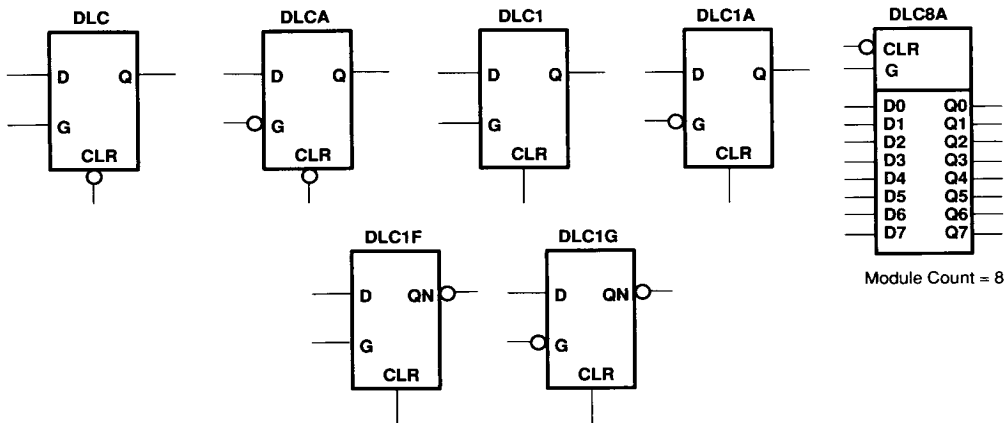 DLC
D Q
G
CLR
DLCA
D Q
G
CLR
DLC1
D Q
G
CLR
DLC1A
D Q
G
CLR
DLC8A
CLR
G
D0 Q0
D1 Q1
D2 Q2
D3 Q3
D4 Q4
D5 Q5
D6 Q6
D7 Q7
Module Count = 8
DLC1F
D QN
G
CLR
DLC1G
D QN
G
CLR